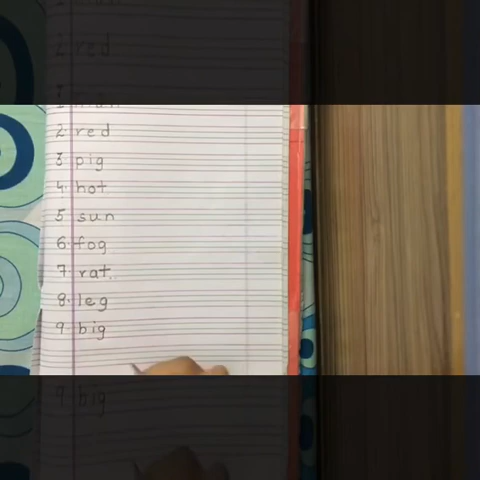 2. red
3. pig
4. hot
5. sun
6. fog
7. rat.
8. leg
9. big